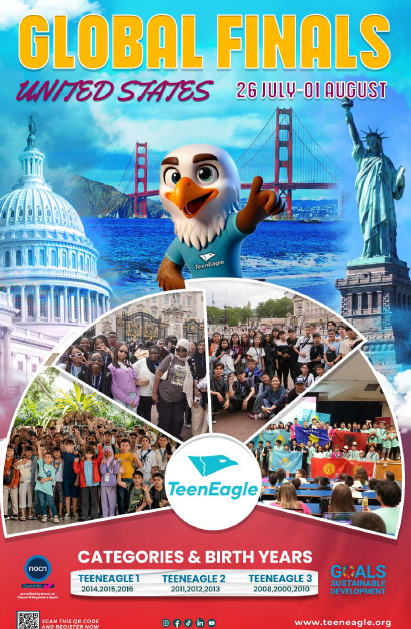 GLOBAL FINALS
UNITED STATES 26 JULY-01 AUGUST
TeenEagle
TeenEagle
CATEGORIES & BIRTH YEARS
TEENEAGLE 1 TEENEAGLE 2 TEENEAGLE 3
2014,2015,2016 2011,2012,2013 2008,2000,2010
nocn
GOALS
SUSTAINABLE
DEVELOPMENT
SCAN THIS QR CODE
AND REGISTER NOW
www.teeneagle.org